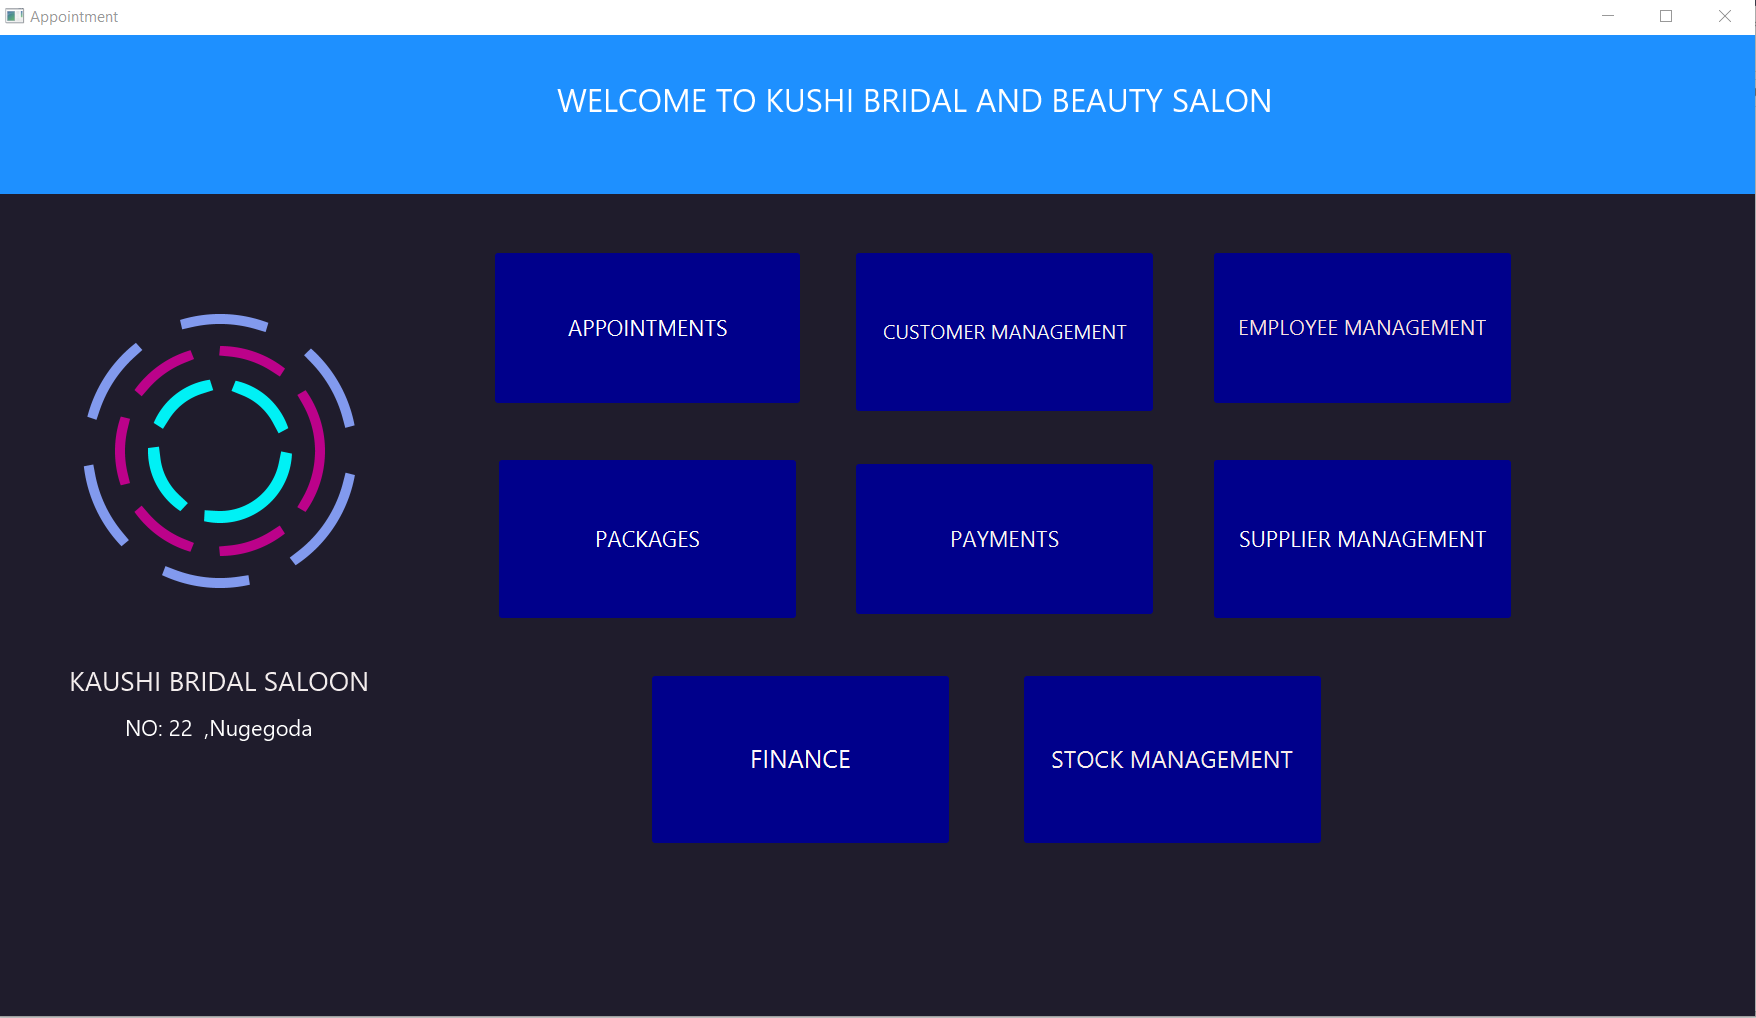 Appointment
WELCOME TO KUSHI BRIDAL AND BEAUTY SALON
APPOINTMENTS
CUSTOMER MANAGEMENT
EMPLOYEE MANAGEMENT
PACKAGES
PAYMENTS
SUPPLIER MANAGEMENT
KAUSHI BRIDAL SALOON
NO: 22 ,Nugegoda
FINANCE
STOCK MANAGEMENT